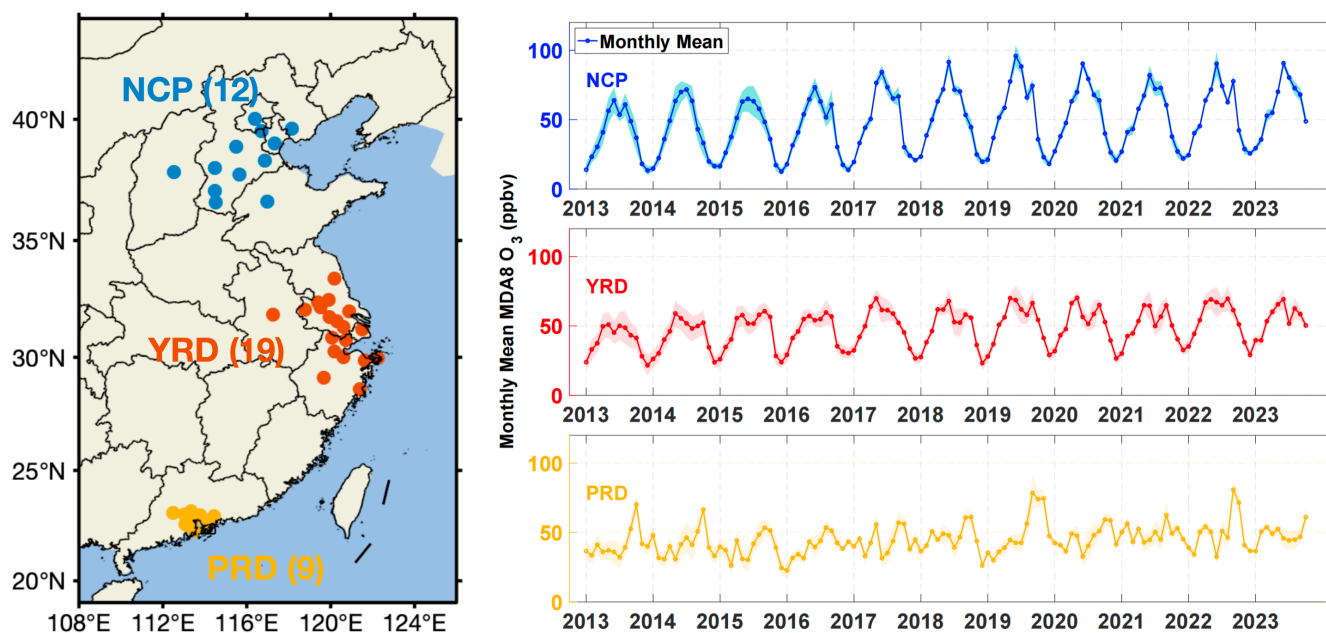 NCP (12)
YRD (19)
PRD (9)
40°N
35°N
30°N
25°N
20°N
108°E 112°E 116°E 120°E 124°E
Monthly Mean MDA8 O3 (ppbv)
Monthly Mean
NCP
100
50
0
2013 2014 2015 2016 2017 2018 2019 2020 2021 2022 2023
YRD
100
50
0
2013 2014 2015 2016 2017 2018 2019 2020 2021 2022 2023
PRD
100
50
0
2013 2014 2015 2016 2017 2018 2019 2020 2021 2022 2023